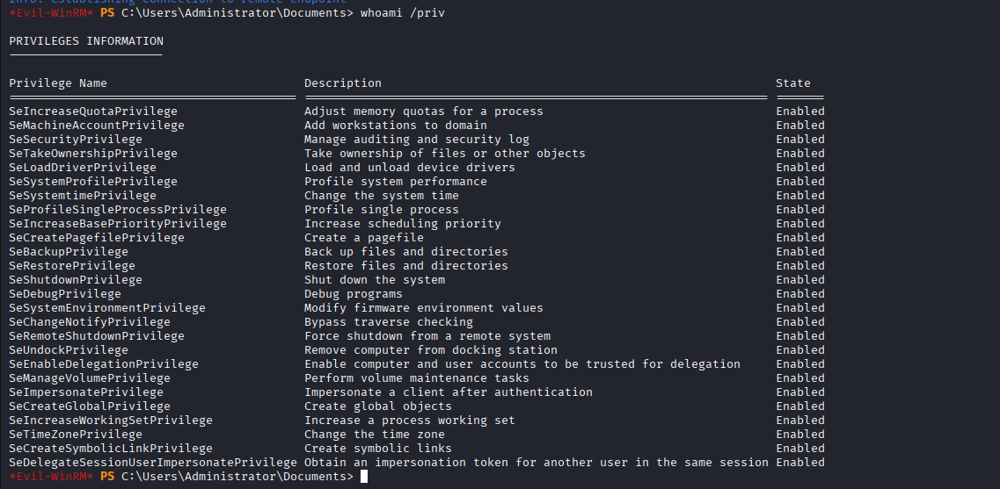 Info: Establishing connection to remote endpoint
*Evil-WinRM* PS C:\Users\Administrator\Documents> whoami /priv
PRIVILEGES INFORMATION
----------------------
Privilege Name Description State
========================================= ================================================================== =======
SeIncreaseQuotaPrivilege Adjust memory quotas for a process Enabled
SeMachineAccountPrivilege Add workstations to domain Enabled
SeSecurityPrivilege Manage auditing and security log Enabled
SeTakeOwnershipPrivilege Take ownership of files or other objects Enabled
SeLoadDriverPrivilege Load and unload device drivers Enabled
SeSystemProfilePrivilege Profile system performance Enabled
SeSystemtimePrivilege Change the system time Enabled
SeProfileSingleProcessPrivilege Profile single process Enabled
SeIncreaseBasePriorityPrivilege Increase scheduling priority Enabled
SeCreatePagefilePrivilege Create a pagefile Enabled
SeBackupPrivilege Back up files and directories Enabled
SeRestorePrivilege Restore files and directories Enabled
SeShutdownPrivilege Shut down the system Enabled
SeDebugPrivilege Debug programs Enabled
SeSystemEnvironmentPrivilege Modify firmware environment values Enabled
SeChangeNotifyPrivilege Bypass traverse checking Enabled
SeRemoteShutdownPrivilege Force shutdown from a remote system Enabled
SeUndockPrivilege Remove computer from docking station Enabled
SeEnableDelegationPrivilege Enable computer and user accounts to be trusted for delegation Enabled
SeManageVolumePrivilege Perform volume maintenance tasks Enabled
SeImpersonatePrivilege Impersonate a client after authentication Enabled
SeCreateGlobalPrivilege Create global objects Enabled
SeIncreaseWorkingSetPrivilege Increase a process working set Enabled
SeTimeZonePrivilege Change the time zone Enabled
SeCreateSymbolicLinkPrivilege Create symbolic links Enabled
SeDelegateSessionUserImpersonatePrivilege Obtain an impersonation token for another user in the same session Enabled
*Evil-WinRM* PS C:\Users\Administrator\Documents>